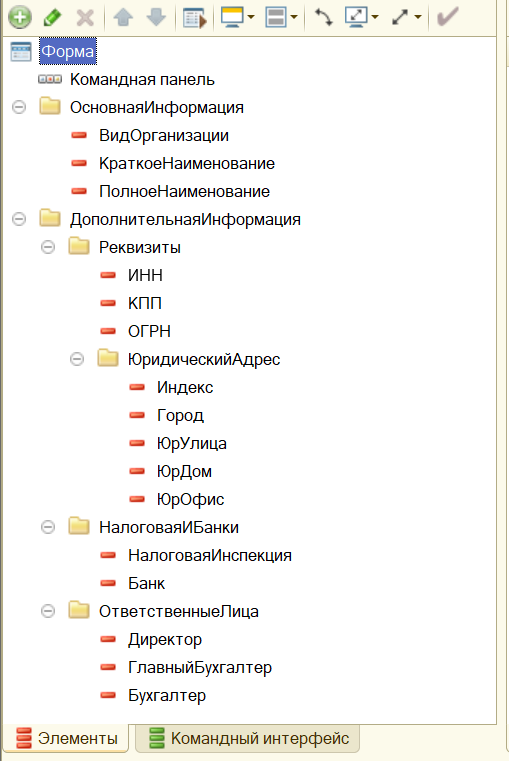 Форма
Командная панель
ОсновнаяИнформация
ВидОрганизации
КраткоеНаименование
ПолноеНаименование
ДополнительнаяИнформация
Реквизиты
ИНН
КПП
ОГРН
ЮридическийАдрес
Индекс
Город
ЮрУлица
ЮрДом
ЮрОфис
НалоговаяИБанки
НалоговаяИнспекция
Банк
ОтветственныеЛица
Директор
ГлавныйБухгалтер
Бухгалтер
Элементы Командный интерфейс